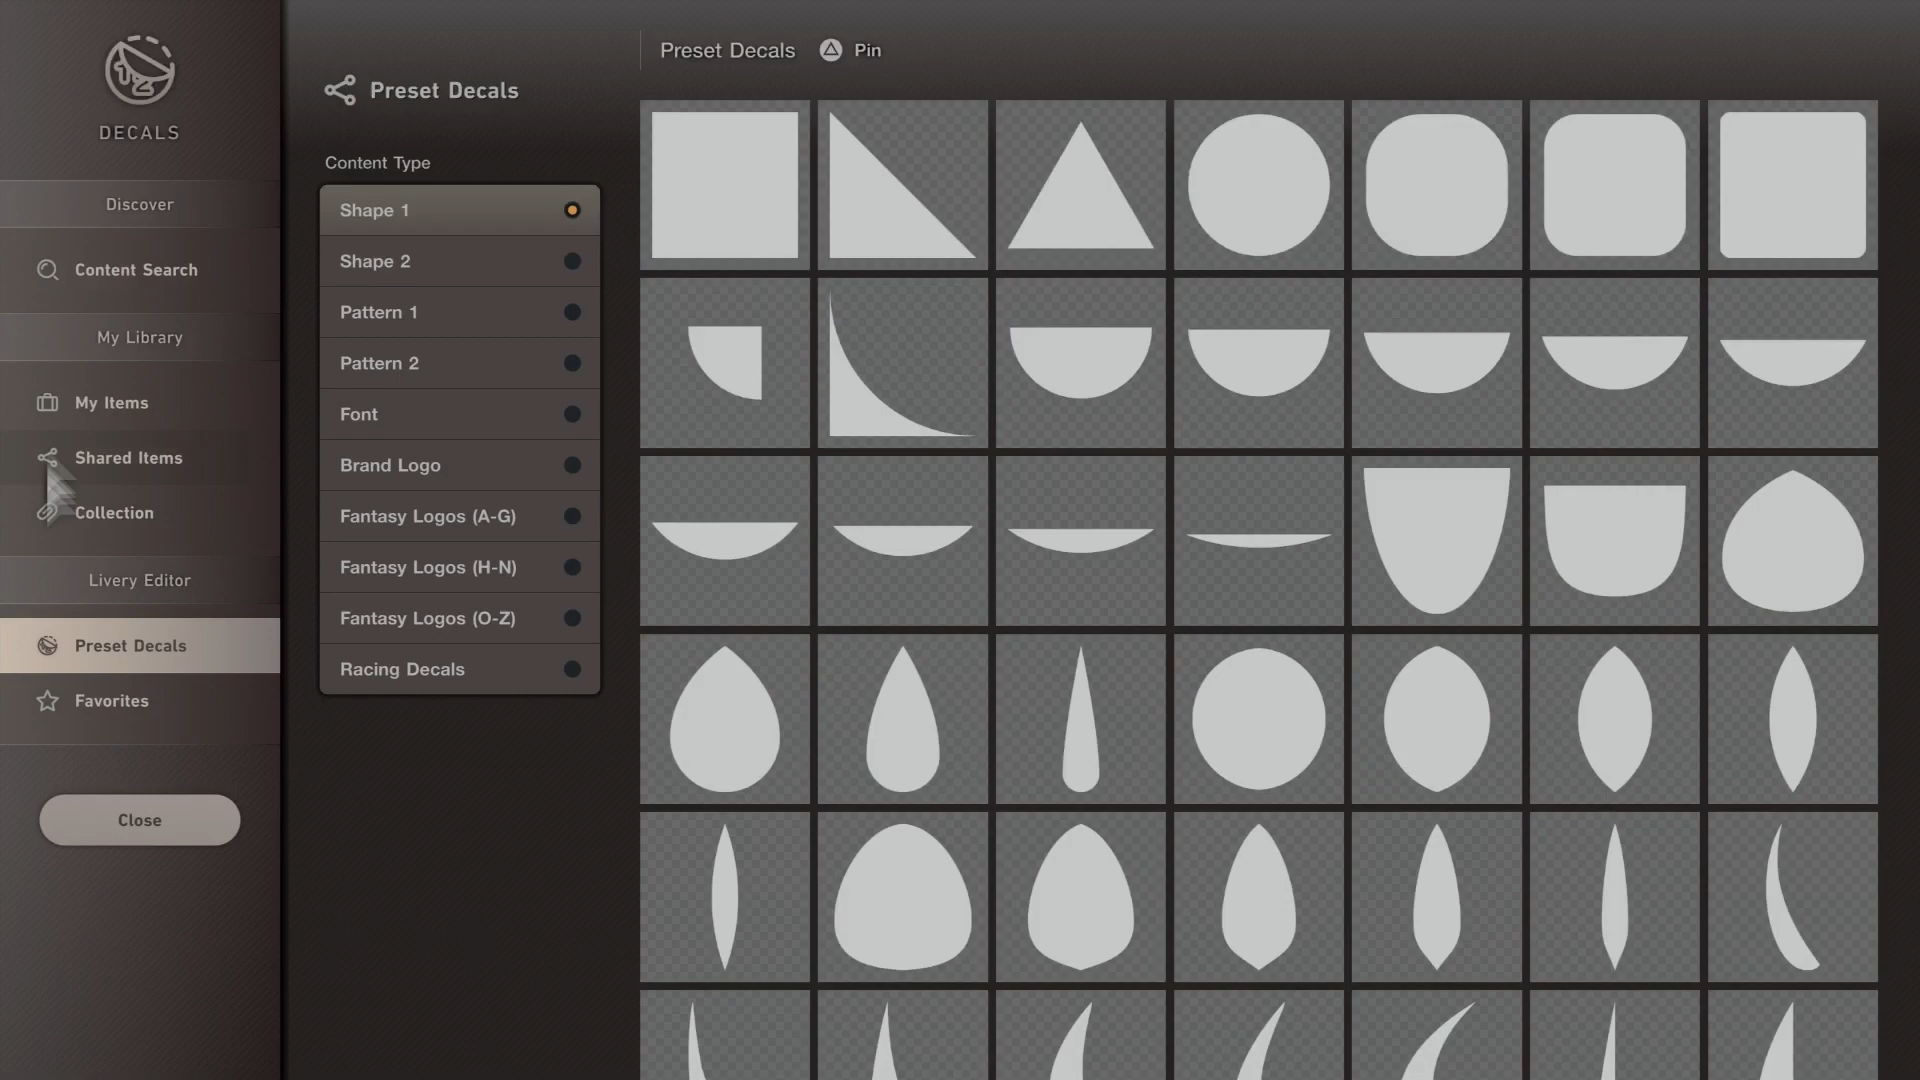 DECALS
Discover
Content Search
My Library
My Items
Shared Items
Collection
Livery Editor
Preset Decals
Favorites
Close
Preset Decals
Content Type
Shape 1
Shape 2
Pattern 1
Pattern 2
Font
Brand Logo
Fantasy Logos (A-G)
Fantasy Logos (H-N)
Fantasy Logos (O-Z)
Racing Decals
Preset Decals Pin